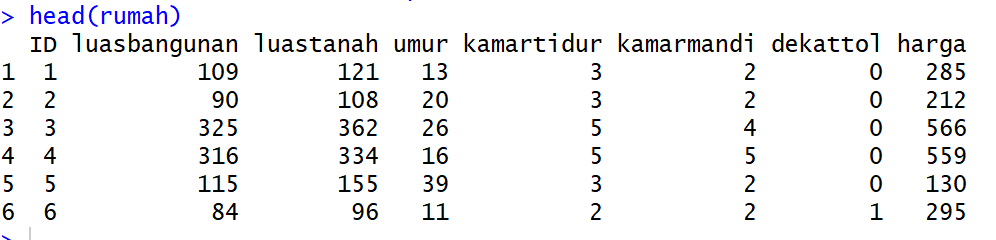 > head(rumah)
ID luasbangunan luastanah umur kamartidur kamarmandi dekattol harga
1 1 109 121 13 3 2 0 285
2 2 90 108 20 3 2 0 212
3 3 325 362 26 5 4 0 566
4 4 316 334 16 5 5 0 559
5 5 115 155 39 3 2 0 130
6 6 84 96 11 2 2 1 295
>